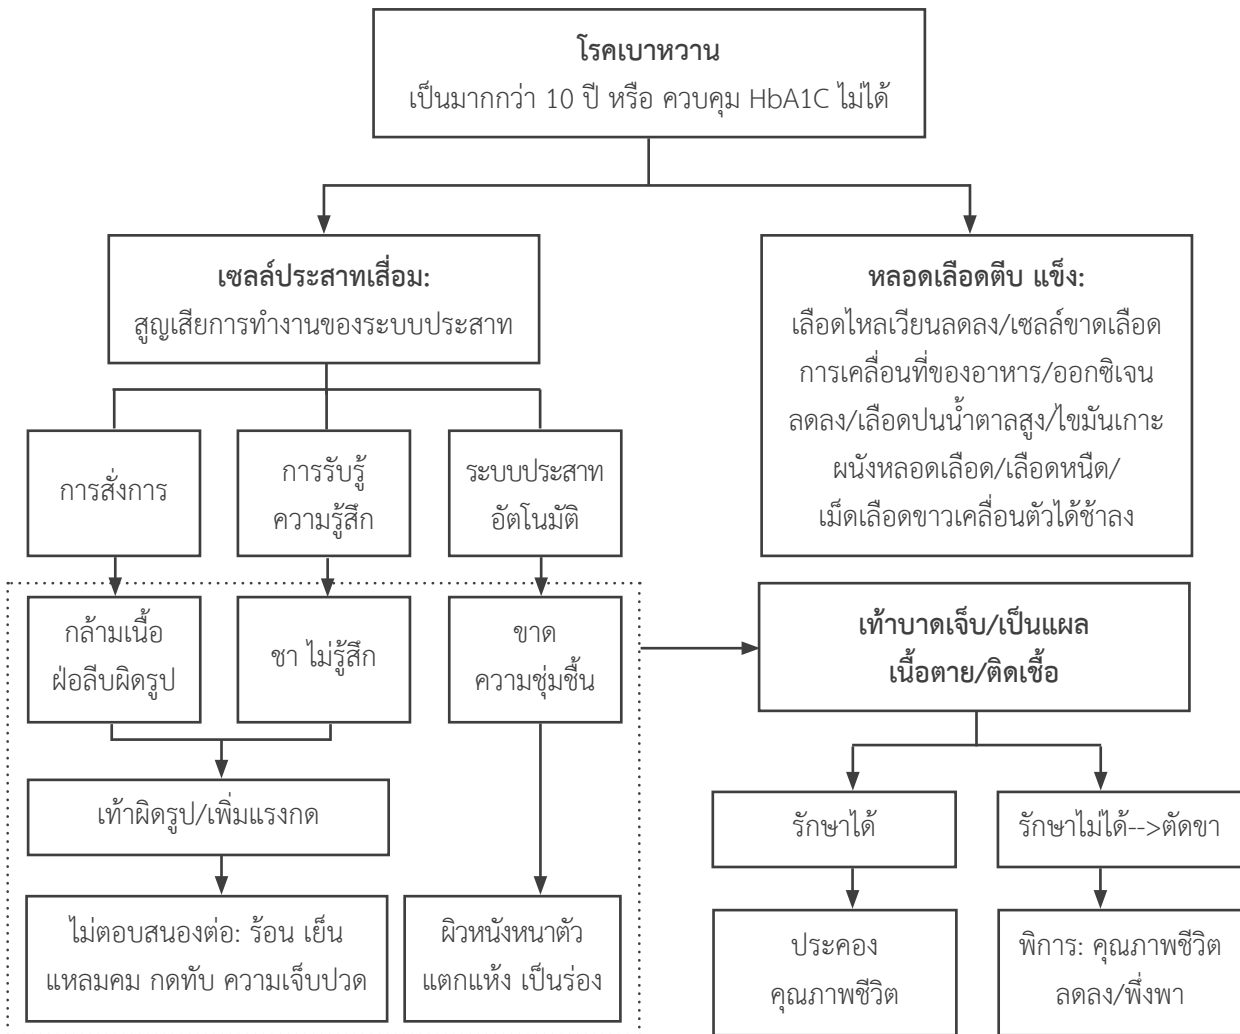 โรคเบาหวาน
เป็นมากกว่า 10 ปี หรือ ควบคุม HbA1C ไม่ได้
เซลล์ประสาทเสื่อม:
สูญเสียการทำงานของระบบประสาท
หลอดเลือดตีบ แข็ง:
เลือดไหลเวียนลดลง/เซลล์ขาดเลือด
การเคลื่อนที่ของอาหาร/ออกซิเจน
ลดลง/เลือดปนน้ำตาลสูง/ไขมันเกาะ
ผนังหลอดเลือด/เลือดหนืด/
เม็ดเลือดขาวเคลื่อนตัวได้ช้าลง
การสั่งการ
การรับรู้
ความรู้สึก
ระบบประสาท
อัตโนมัติ
กล้ามเนื้อ
ฝ่อลีบผิดรูป
ชา ไม่รู้สึก
ขาด
ความชุ่มชื้น
เท้าบาดเจ็บ/เป็นแผล
เนื้อตาย/ติดเชื้อ
เท้าผิดรูป/เพิ่มแรงกด
รักษาได้
รักษาไม่ได้-->ตัดขา
ไม่ตอบสนองต่อ: ร้อน เย็น
แหลมคม กดทับ ความเจ็บปวด
ผิวหนังหนาตัว
แตกแห้ง เป็นร่อง
ประคอง
คุณภาพชีวิต
พิการ: คุณภาพชีวิต
ลดลง/พึ่งพา